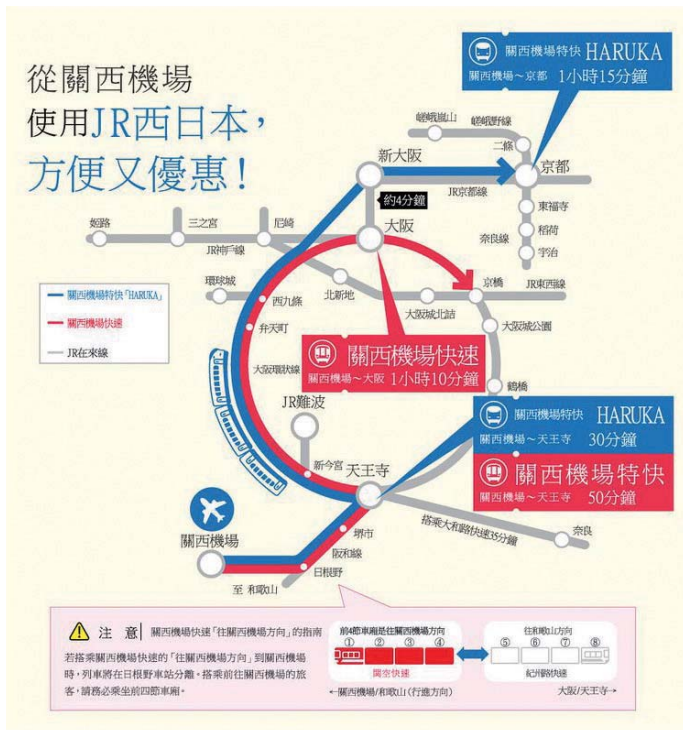 從關西機場
使用JR西日本，
方便又優惠！
關西機場特快 HARUKA
關西機場～京都 1小時15分鐘
嵯峨嵐山
嵯峨野線
二條
新大阪
京都
JR京都線
約4分鐘
東福寺
稻荷
奈良線
宇治
大阪
姬路
三之宮
尼崎
JR神戶線
環球城
西九條
北新地
京橋
JR東西線
大阪城北詰
大阪城公園
弁天町
關西機場特快「HARUKA」
關西機場快速
JR在來線
關西機場快速
關西機場～大阪 1小時10分鐘
大阪環狀線
鶴橋
JR難波
關西機場特快 HARUKA
關西機場～天王寺 30分鐘
關西機場特快
關西機場～天王寺 50分鐘
新今宮
天王寺
關西機場
堺市
阪和線
日根野
至 和歌山
搭乘大和路快速35分鐘
奈良
注 意 關西機場快速「往關西機場方向」的指南
若搭乘關西機場快速的「往關西機場方向」到關西機場
時，列車將在日根野車站分離。搭乘前往關西機場的旅
客，請務必乘坐前四節車廂。
前4節車廂是往關西機場方向
① ② ③ ④
関空快速
往和歌山方向
⑤ ⑥ ⑦ ⑧
紀州路快速
←關西機場/和歌山（行進方向）
大阪/天王寺→